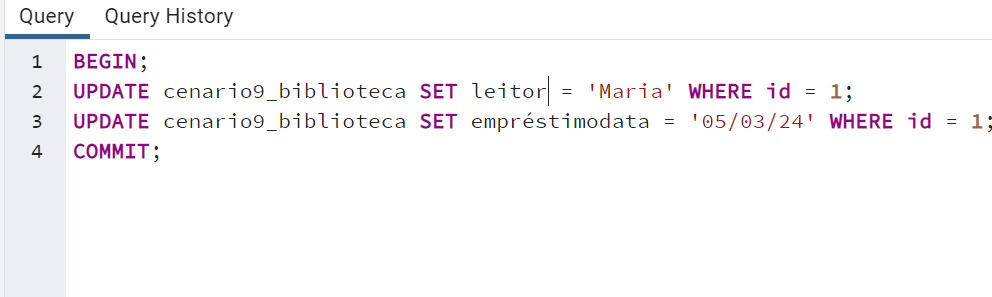 Query Query History
1 BEGIN;
2 UPDATE cenario9_biblioteca SET leitor = 'Maria' WHERE id = 1;
3 UPDATE cenario9_biblioteca SET empréstimodata = '05/03/24' WHERE id = 1;
4 COMMIT;